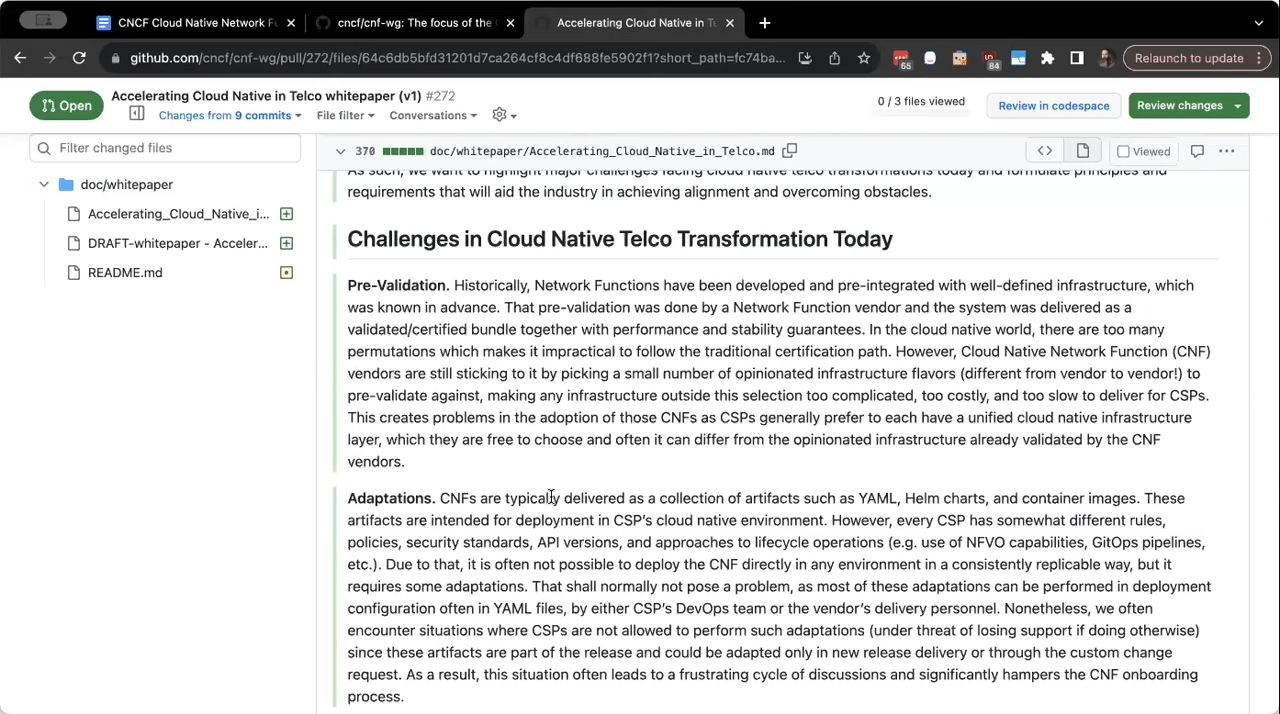 CNCF Cloud Native Network F
cncf/cnf-wg: The focus of the
Accelerating Cloud Native in Te
github.com/cncf/cnf-wg/pull/272/files/64c6db5bfd31201d7ca264cf8c4df688fe5902f1?short_path=fc74ba...
65
84
Relaunch to update
Open
Accelerating Cloud Native in Telco whitepaper (v1) #272
Changes from 9 commits
File filter
Conversations
0 / 3 files viewed
Review in codespace
Review changes
Filter changed files
doc/whitepaper
Accelerating_Cloud_Native_i...
DRAFT-whitepaper - Acceler...
README.md
370
doc/whitepaper/Accelerating_Cloud_Native_in_Telco.md
Viewed
As such, we want to highlight major challenges facing cloud native telco transformations today and formulate principles and
requirements that will aid the industry in achieving alignment and overcoming obstacles.
Challenges in Cloud Native Telco Transformation Today
Pre-Validation. Historically, Network Functions have been developed and pre-integrated with well-defined infrastructure, which
was known in advance. That pre-validation was done by a Network Function vendor and the system was delivered as a
validated/certified bundle together with performance and stability guarantees. In the cloud native world, there are too many
permutations which makes it impractical to follow the traditional certification path. However, Cloud Native Network Function (CNF)
vendors are still sticking to it by picking a small number of opinionated infrastructure flavors (different from vendor to vendor!) to
pre-validate against, making any infrastructure outside this selection too complicated, too costly, and too slow to deliver for CSPs.
This creates problems in the adoption of those CNFs as CSPs generally prefer to each have a unified cloud native infrastructure
layer, which they are free to choose and often it can differ from the opinionated infrastructure already validated by the CNF
vendors.
Adaptations. CNFs are typically delivered as a collection of artifacts such as YAML, Helm charts, and container images. These
artifacts are intended for deployment in CSP's cloud native environment. However, every CSP has somewhat different rules,
policies, security standards, API versions, and approaches to lifecycle operations (e.g. use of NFVO capabilities, GitOps pipelines,
etc.). Due to that, it is often not possible to deploy the CNF directly in any environment in a consistently replicable way, but it
requires some adaptations. That shall normally not pose a problem, as most of these adaptations can be performed in deployment
configuration often in YAML files, by either CSP's DevOps team or the vendor's delivery personnel. Nonetheless, we often
encounter situations where CSPs are not allowed to perform such adaptations (under threat of losing support if doing otherwise)
since these artifacts are part of the release and could be adapted only in new release delivery or through the custom change
request. As a result, this situation often leads to a frustrating cycle of discussions and significantly hampers the CNF onboarding
process.